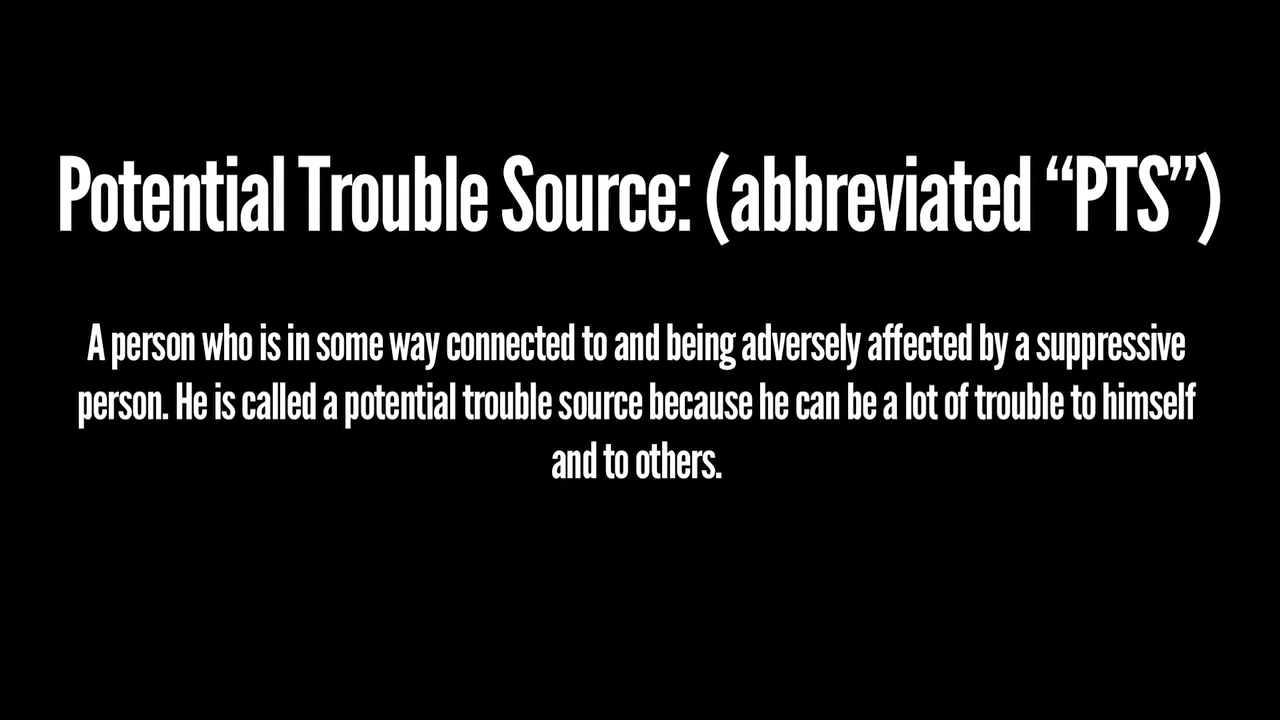 Potential Trouble Source: (abbreviated “PTS”)
A person who is in some way connected to and being adversely affected by a suppressive
person. He is called a potential trouble source because he can be a lot of trouble to himself
and to others.